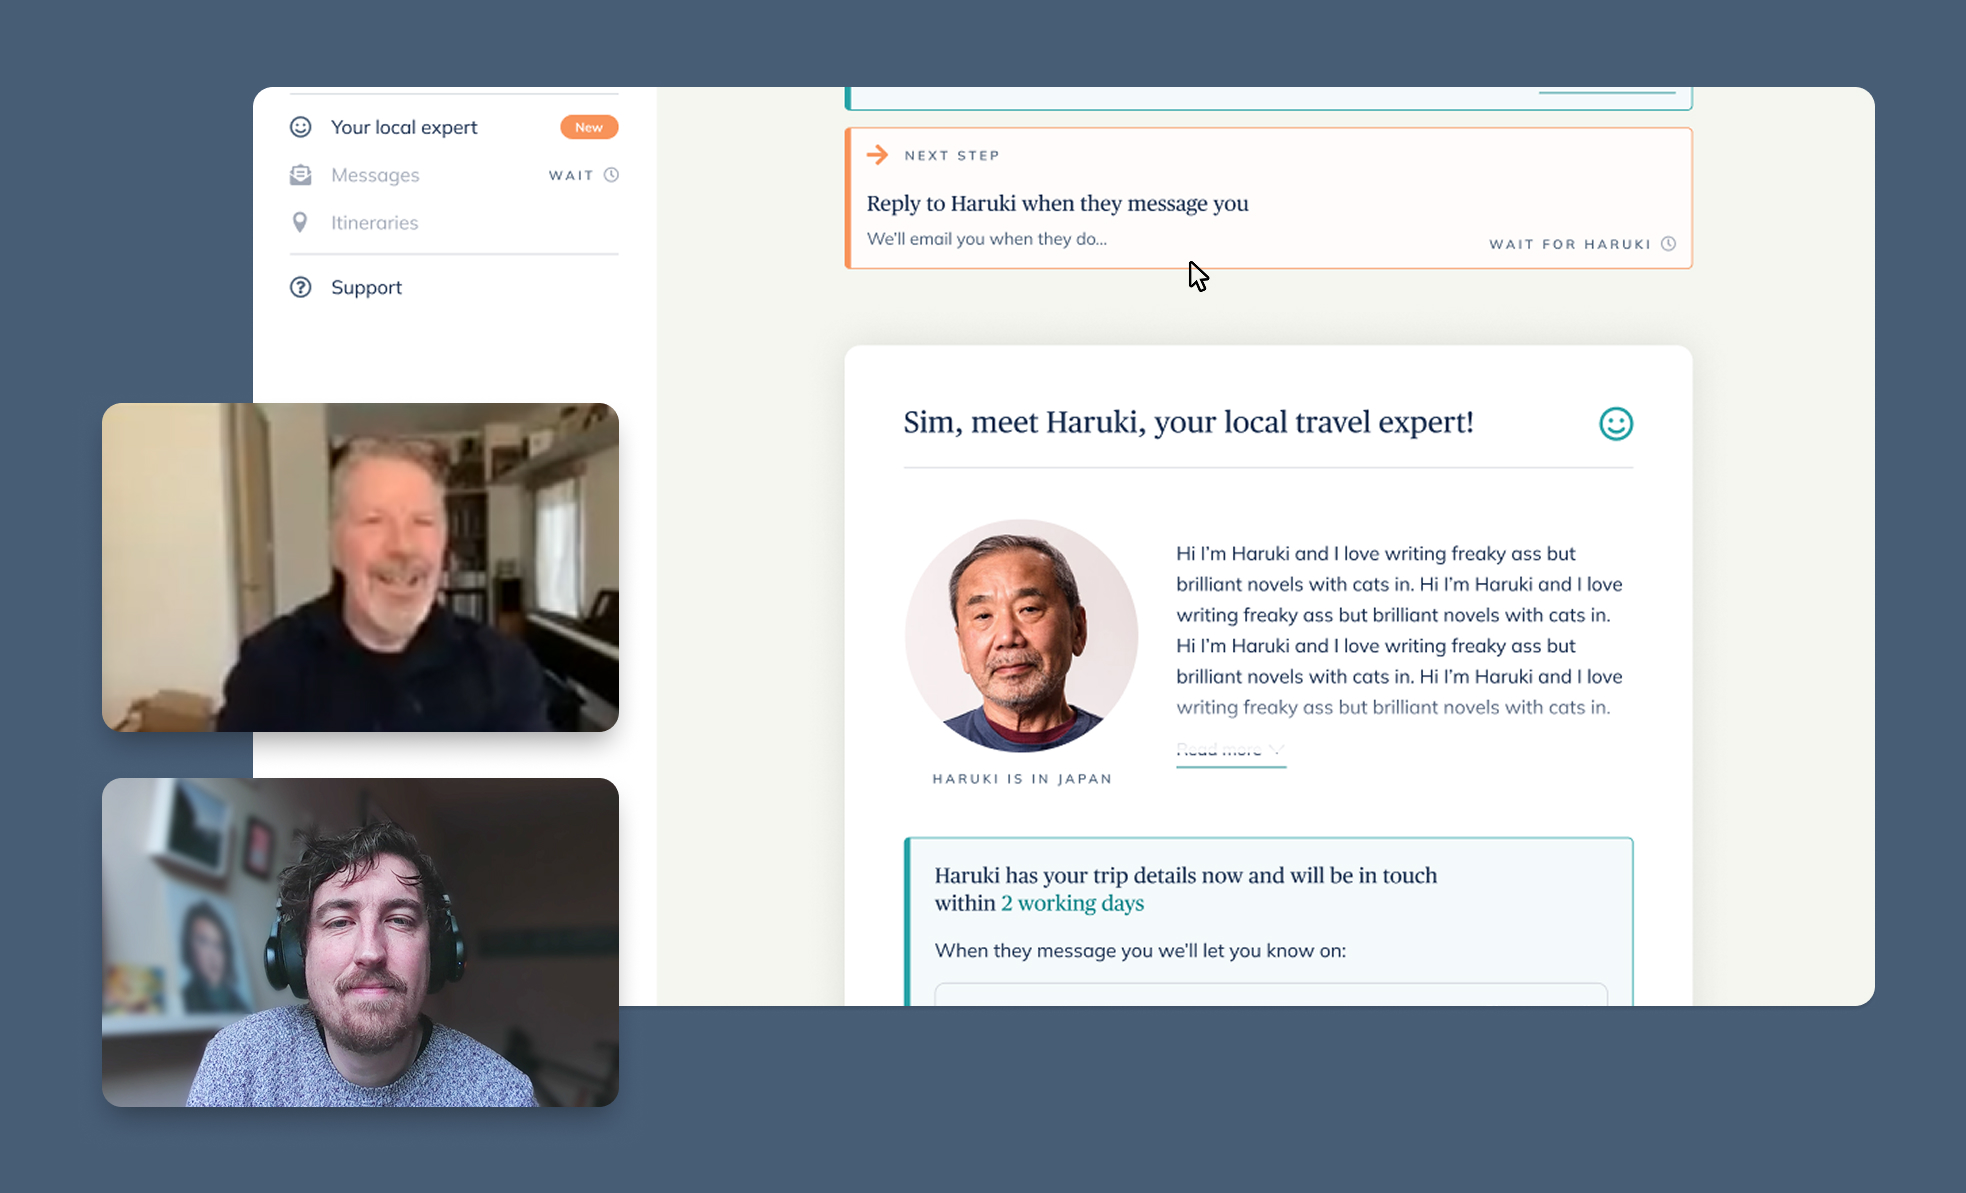 Your local expert
New
Messages
WAIT
Itineraries
Support
NEXT STEP
Reply to Haruki when they message you
We'll email you when they do...
WAIT FOR HARUKI
Sim, meet Haruki, your local travel expert!
Hi I'm Haruki and I love writing freaky ass but
brilliant novels with cats in. Hi I'm Haruki and I love
writing freaky ass but brilliant novels with cats in.
Hi I'm Haruki and I love writing freaky ass but
brilliant novels with cats in. Hi I'm Haruki and I love
writing freaky ass but brilliant novels with cats in.
Read more
HARUKI IS IN JAPAN
Haruki has your trip details now and will be in touch
within 2 working days
When they message you we'll let you know on: